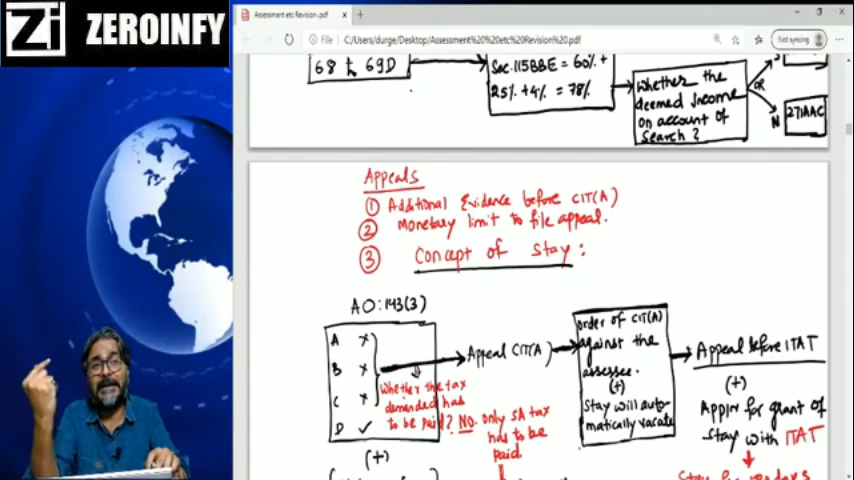 Zi ZEROINFY
Assessment etc Revision.pdf
File C:/Users/durge/Desktop/Assessment%20%20etc%20Revision%20.pdf
Not syncing
68 to 69D
Sec.115BBE = 60% +
25% + 4% = 78%
Whether the
deemed Income
on account of
Search?
OR
N
271AAC
Appeals
① Additional Evidence before CIT(A)
② Monetary limit to file appeal.
③ Concept of Stay :
AO:143(3)
A ×
B ×
C ×
D ✓
(+)
Whether the tax
demanded has
to be paid? NO. only SA tax
has to be
paid
Appeal CIT(A)
order of CIT(A)
against the
assessee.
(+)
Stay will auto-
matically vacate
Appeal before ITAT
(+)
Appln for grant of
Stay with ITAT